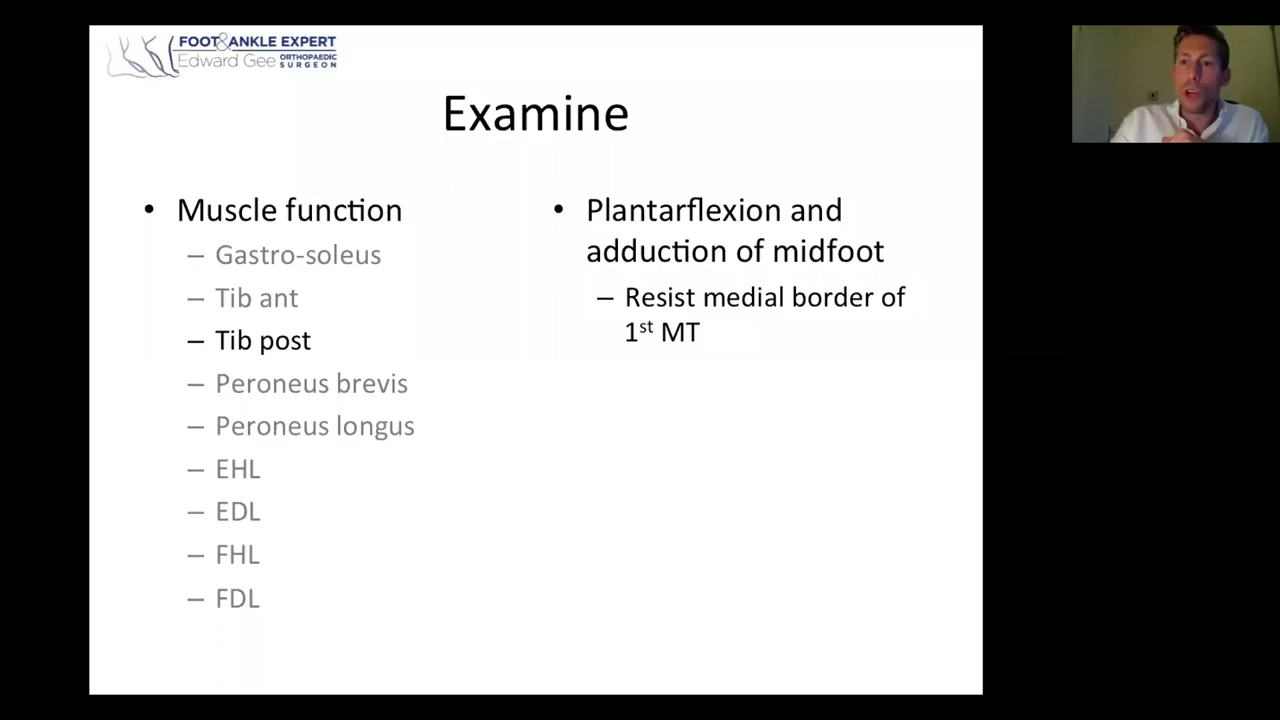 FOOT&ANKLE EXPERT
Edward Gee ORTHOPAEDIC SURGEON
Examine
• Muscle function
– Gastro-soleus
– Tib ant
– Tib post
– Peroneus brevis
– Peroneus longus
– EHL
– EDL
– FHL
– FDL
• Plantarflexion and
adduction of midfoot
– Resist medial border of
1st MT